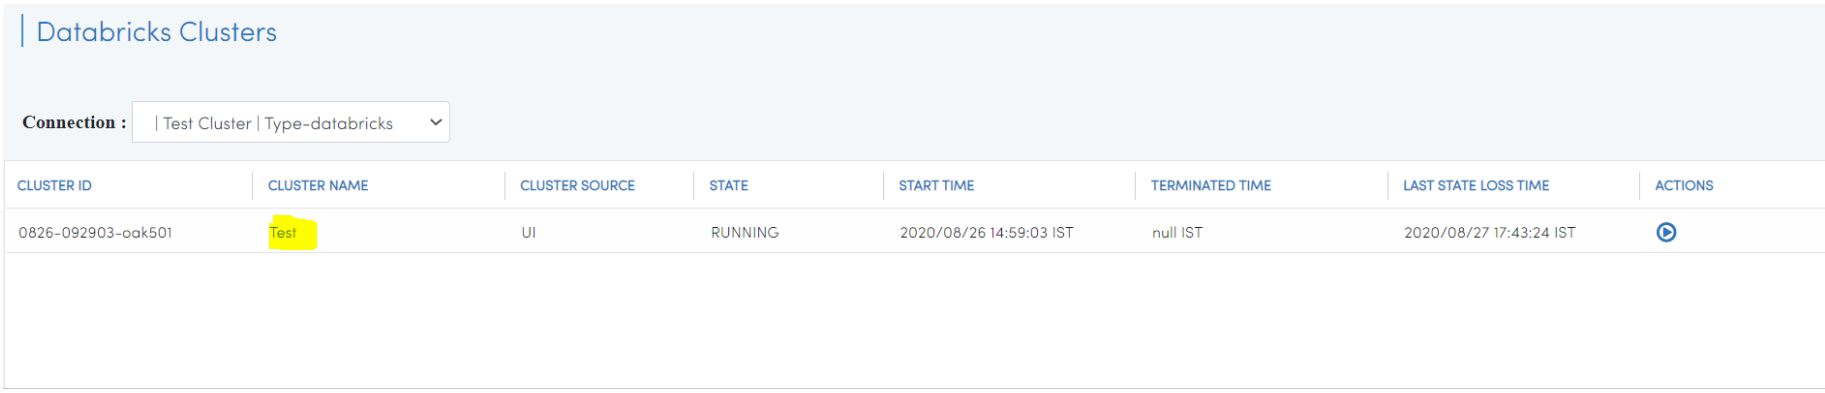 Databricks Clusters
Connection : | Test Cluster | Type-databricks
CLUSTER ID CLUSTER NAME CLUSTER SOURCE STATE START TIME TERMINATED TIME LAST STATE LOSS TIME ACTIONS
0826-092903-oak501 Test UI RUNNING 2020/08/26 14:59:03 IST null IST 2020/08/27 17:43:24 IST